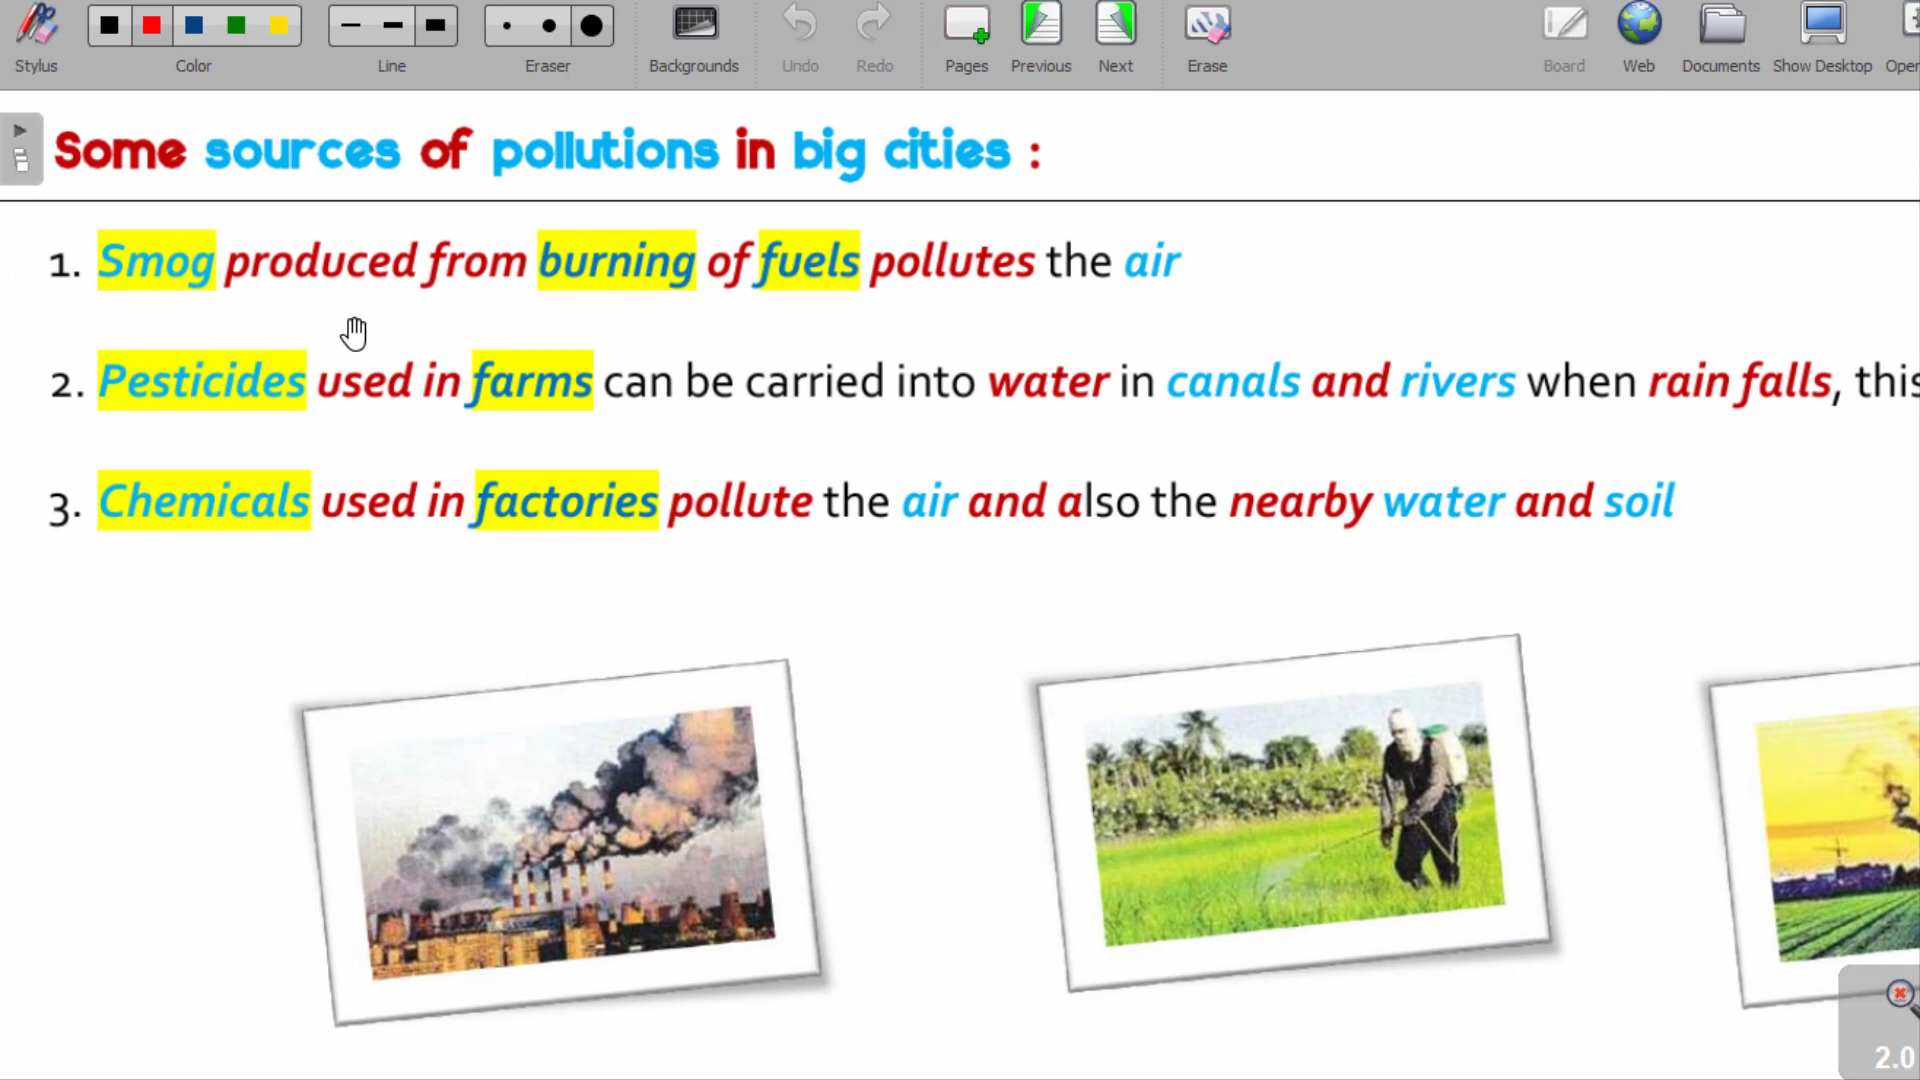 Stylus Color Line Eraser Backgrounds Undo Redo Pages Previous Next Erase Board Web Documents Show Desktop
Some sources of pollutions in big cities :
1. Smog produced from burning of fuels pollutes the air
2. Pesticides used in farms can be carried into water in canals and rivers when rain falls, this
3. Chemicals used in factories pollute the air and also the nearby water and soil
2.0